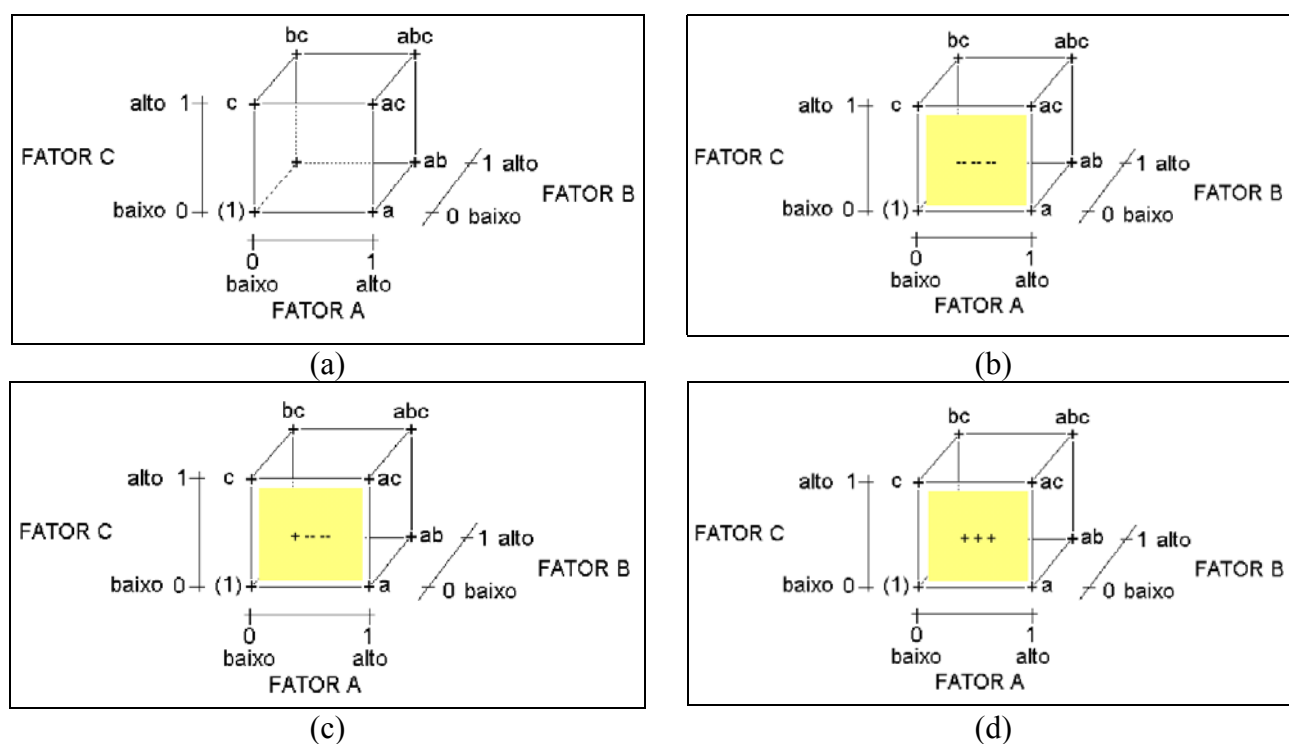 bc abc
alto 1 c ac
FATOR C
ab 1 alto
FATOR B
baixo 0 (1) a 0 baixo
0 1
baixo alto
FATOR A
(a)
bc abc
alto 1 c ac
FATOR C -- -- --
ab 1 alto
FATOR B
baixo 0 (1) a 0 baixo
0 1
baixo alto
FATOR A
(b)
bc abc
alto 1 c ac
FATOR C + -- --
ab 1 alto
FATOR B
baixo 0 (1) a 0 baixo
0 1
baixo alto
FATOR A
(c)
bc abc
alto 1 c ac
FATOR C + + +
ab 1 alto
FATOR B
baixo 0 (1) a 0 baixo
0 1
baixo alto
FATOR A
(d)